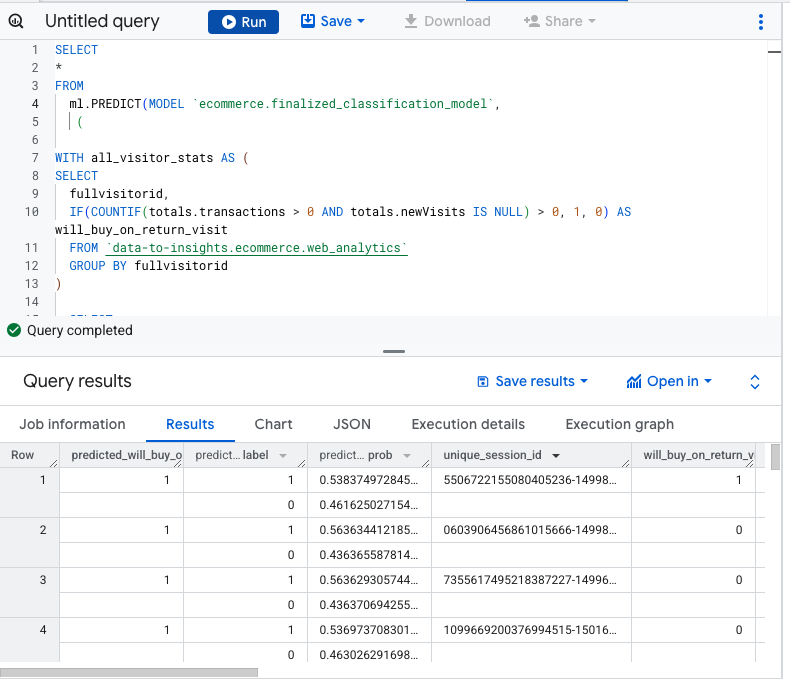 Untitled query Run Save Download Share
1 SELECT
2 *
3 FROM
4 ml.PREDICT(MODEL `ecommerce.finalized_classification_model`,
5 (
6
7 WITH all_visitor_stats AS (
8 SELECT
9 fullvisitorid,
10 IF(COUNTIF(totals.transactions > 0 AND totals.newVisits IS NULL) > 0, 1, 0) AS
will_buy_on_return_visit
11 FROM `data-to-insights.ecommerce.web_analytics`
12 GROUP BY fullvisitorid
13 )
14
Query completed
Query results Save results Open in
Job information Results Chart JSON Execution details Execution graph
Row predicted_will_buy_o predict... label predict... prob unique_session_id will_buy_on_return_v
1 1 1 0.538374972845... 5506722155080405236-14998... 1
0 0.461625027154...
2 1 1 0.563634412185... 0603906456861015666-14998... 0
0 0.436365587814...
3 1 1 0.563629305744... 7355617495218387227-14996... 0
0 0.436370694255...
4 1 1 0.536973708301... 1099669200376994515-15016... 0
0 0.463026291698...